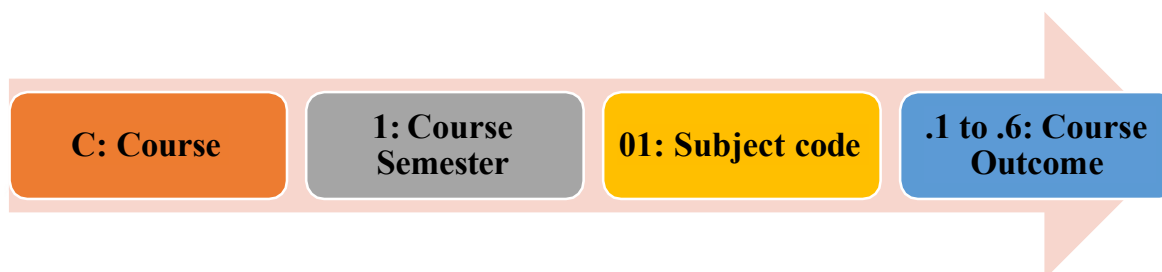 C: Course
1: Course
Semester
01: Subject code
.1 to .6: Course
Outcome